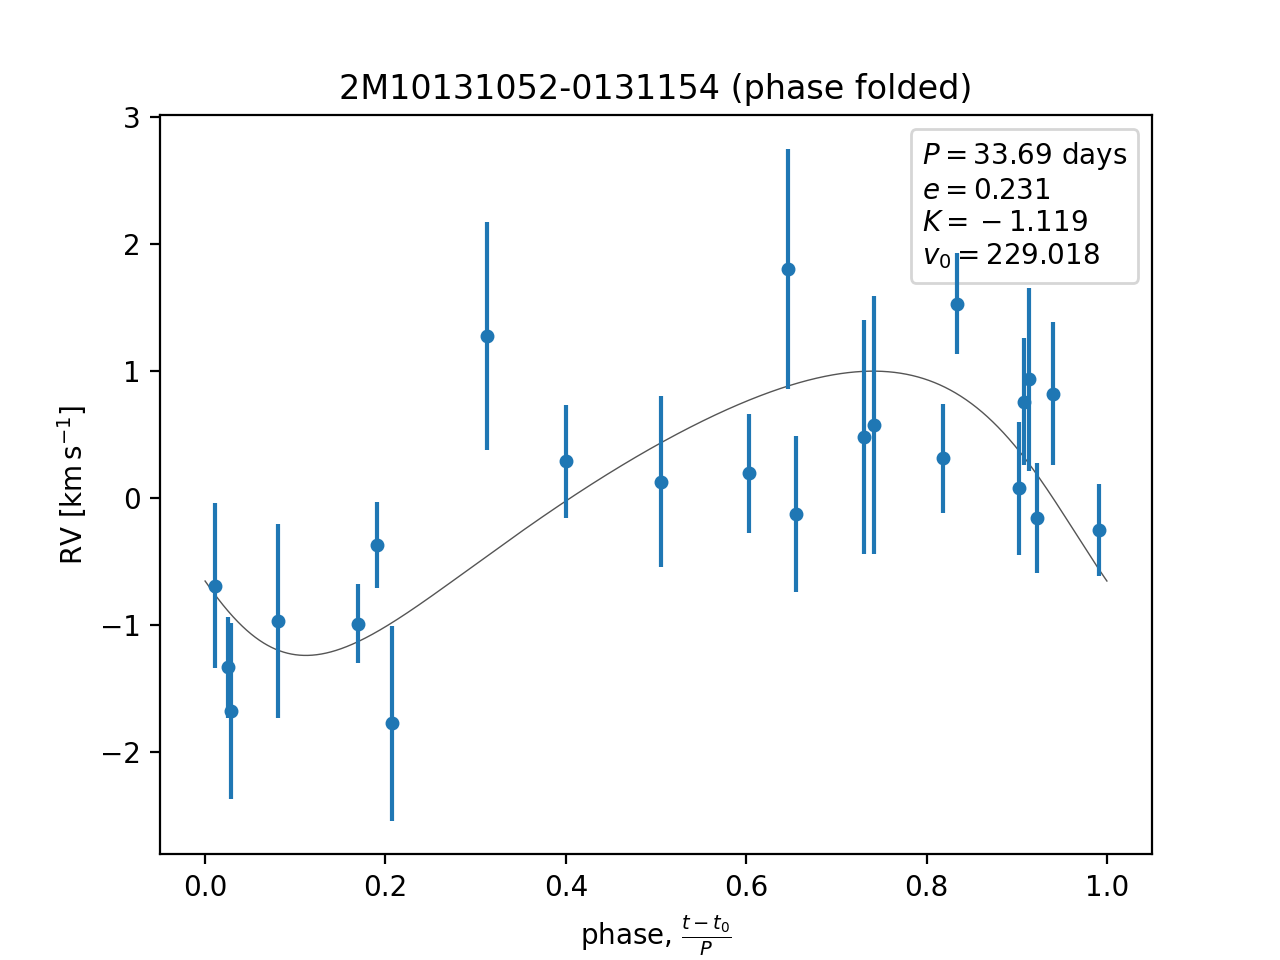 2M10131052-0131154 (phase folded)
3
2
1
0
−1
−2
RV [km s⁻¹]
P = 33.69 days
e = 0.231
K = −1.119
v₀ = 229.018
0.0 0.2 0.4 0.6 0.8 1.0
phase, (t − t₀)/P